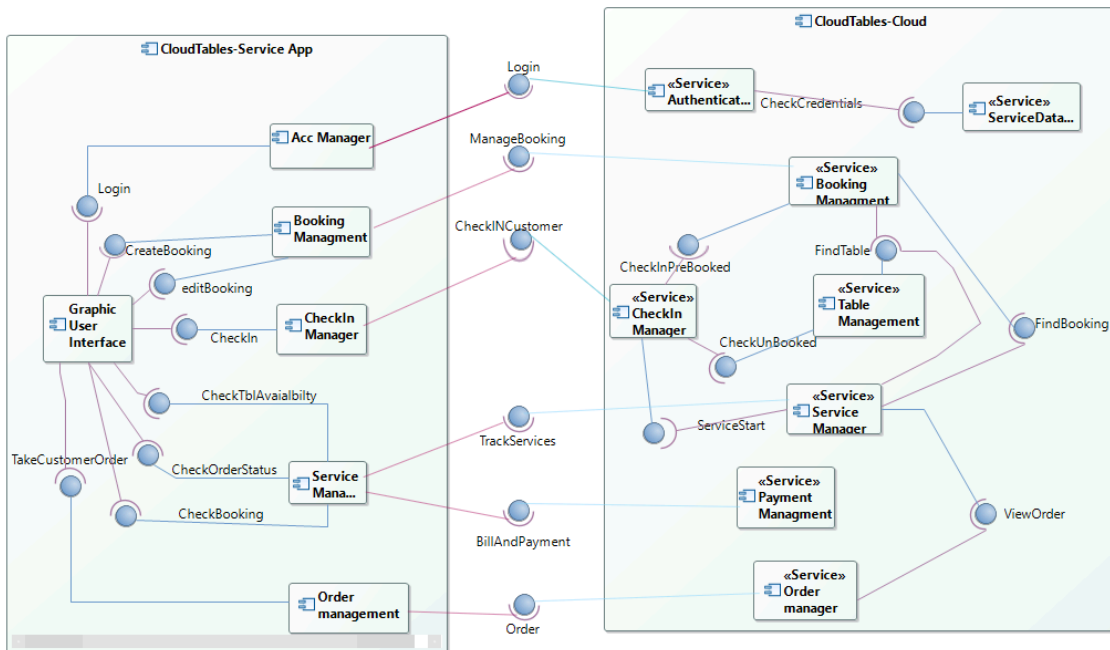 CloudTables-Service App
CloudTables-Cloud
Login
«Service»
Authenticat...
CheckCredentials
«Service»
ServiceData...
Acc Manager
ManageBooking
«Service»
Booking
Managment
Login
Booking
Managment
CheckINCustomer
CreateBooking
FindTable
CheckInPreBooked
editBooking
«Service»
CheckIn
Manager
«Service»
Table
Management
Graphic
User
Interface
CheckIn
Manager
CheckIn
FindBooking
CheckUnBooked
CheckTblAvaialbilty
«Service»
Service
Manager
ServiceStart
TrackServices
TakeCustomerOrder
CheckOrderStatus
Service
Mana...
«Service»
Payment
Managment
CheckBooking
ViewOrder
BillAndPayment
«Service»
Order
manager
Order
management
Order